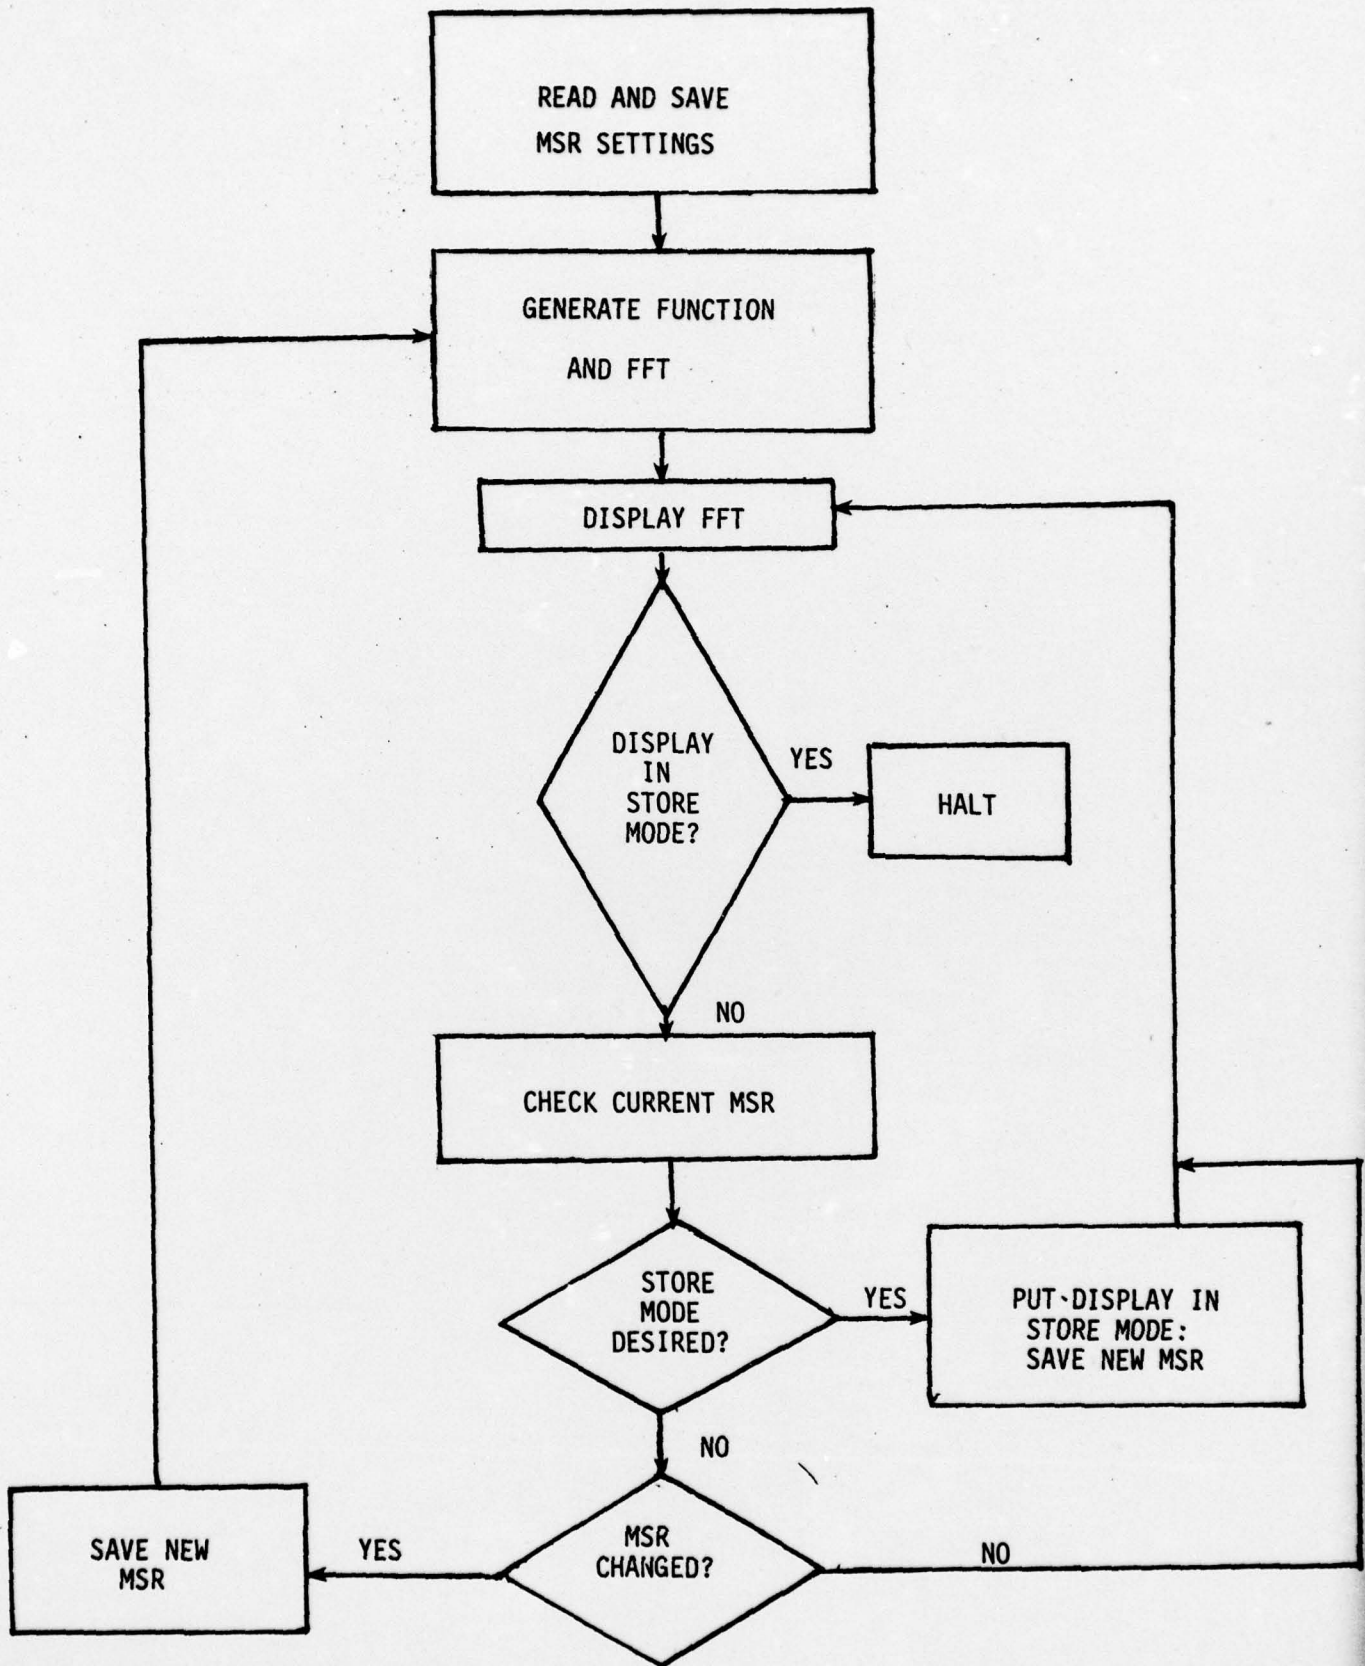 READ AND SAVE
MSR SETTINGS
GENERATE FUNCTION
AND FFT
DISPLAY FFT
DISPLAY
IN
STORE
MODE?
YES
HALT
NO
CHECK CURRENT MSR
STORE
MODE
DESIRED?
YES
PUT DISPLAY IN
STORE MODE:
SAVE NEW MSR
NO
MSR
CHANGED?
YES
NO
SAVE NEW
MSR